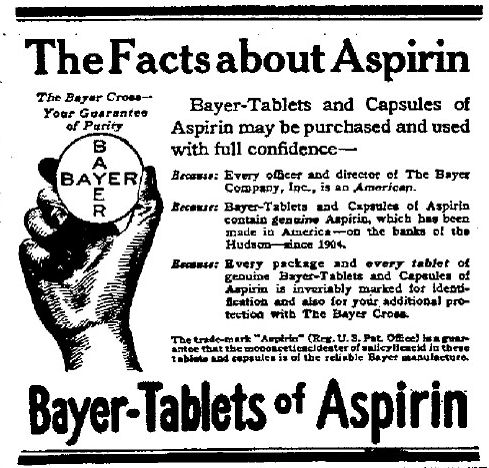 The Facts about Aspirin
The Bayer Cross—
Your Guarantee
of Purity
BAYER
BAYER
Bayer-Tablets and Capsules of
Aspirin may be purchased and used
with full confidence—
Because: Every officer and director of The Bayer
Company, Inc., is an American.
Because: Bayer-Tablets and Capsules of Aspirin
contain genuine Aspirin, which has been
made in America—on the banks of the
Hudson—since 1904.
Because: Every package and every tablet of
genuine Bayer-Tablets and Capsules of
Aspirin is invariably marked for identi-
fication and also for your additional pro-
tection with The Bayer Cross.
The trade-mark "Aspirin" (Reg. U. S. Pat. Office) is a guar-
antee that the monoaceticacidester of salicylicacid in these
tablets and capsules is of the reliable Bayer manufacture.
Bayer-Tablets of Aspirin